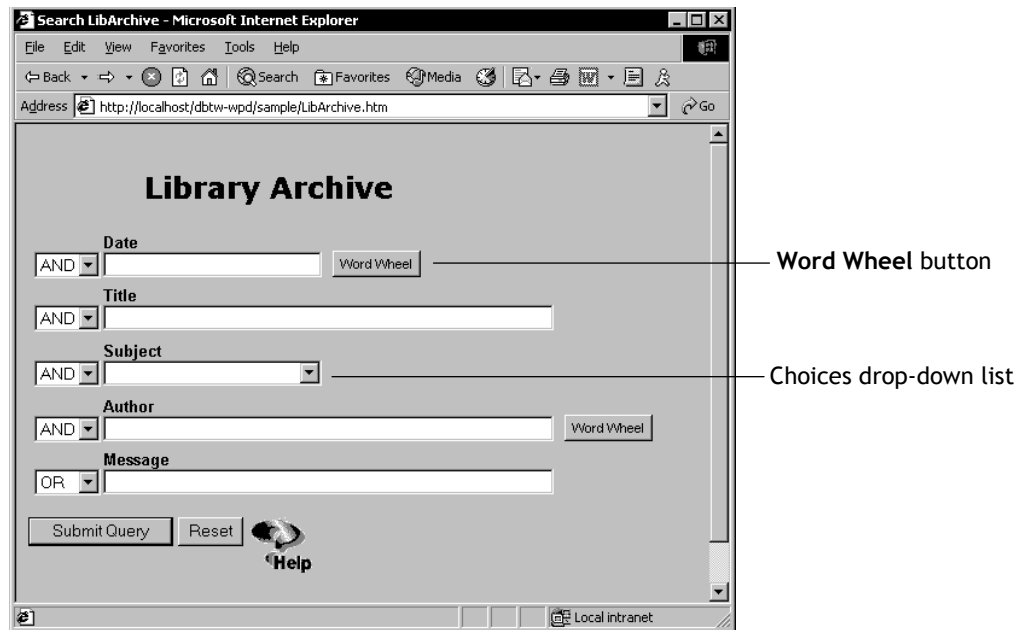 Search LibArchive - Microsoft Internet Explorer
File Edit View Favorites Tools Help
Back Search Favorites Media
Address http://localhost/dbtw-wpd/sample/LibArchive.htm Go
Library Archive
Date
AND Word Wheel
Word Wheel button
Title
AND
Subject
AND
Choices drop-down list
Author
AND Word Wheel
Message
OR
Submit Query Reset
Help
Local intranet